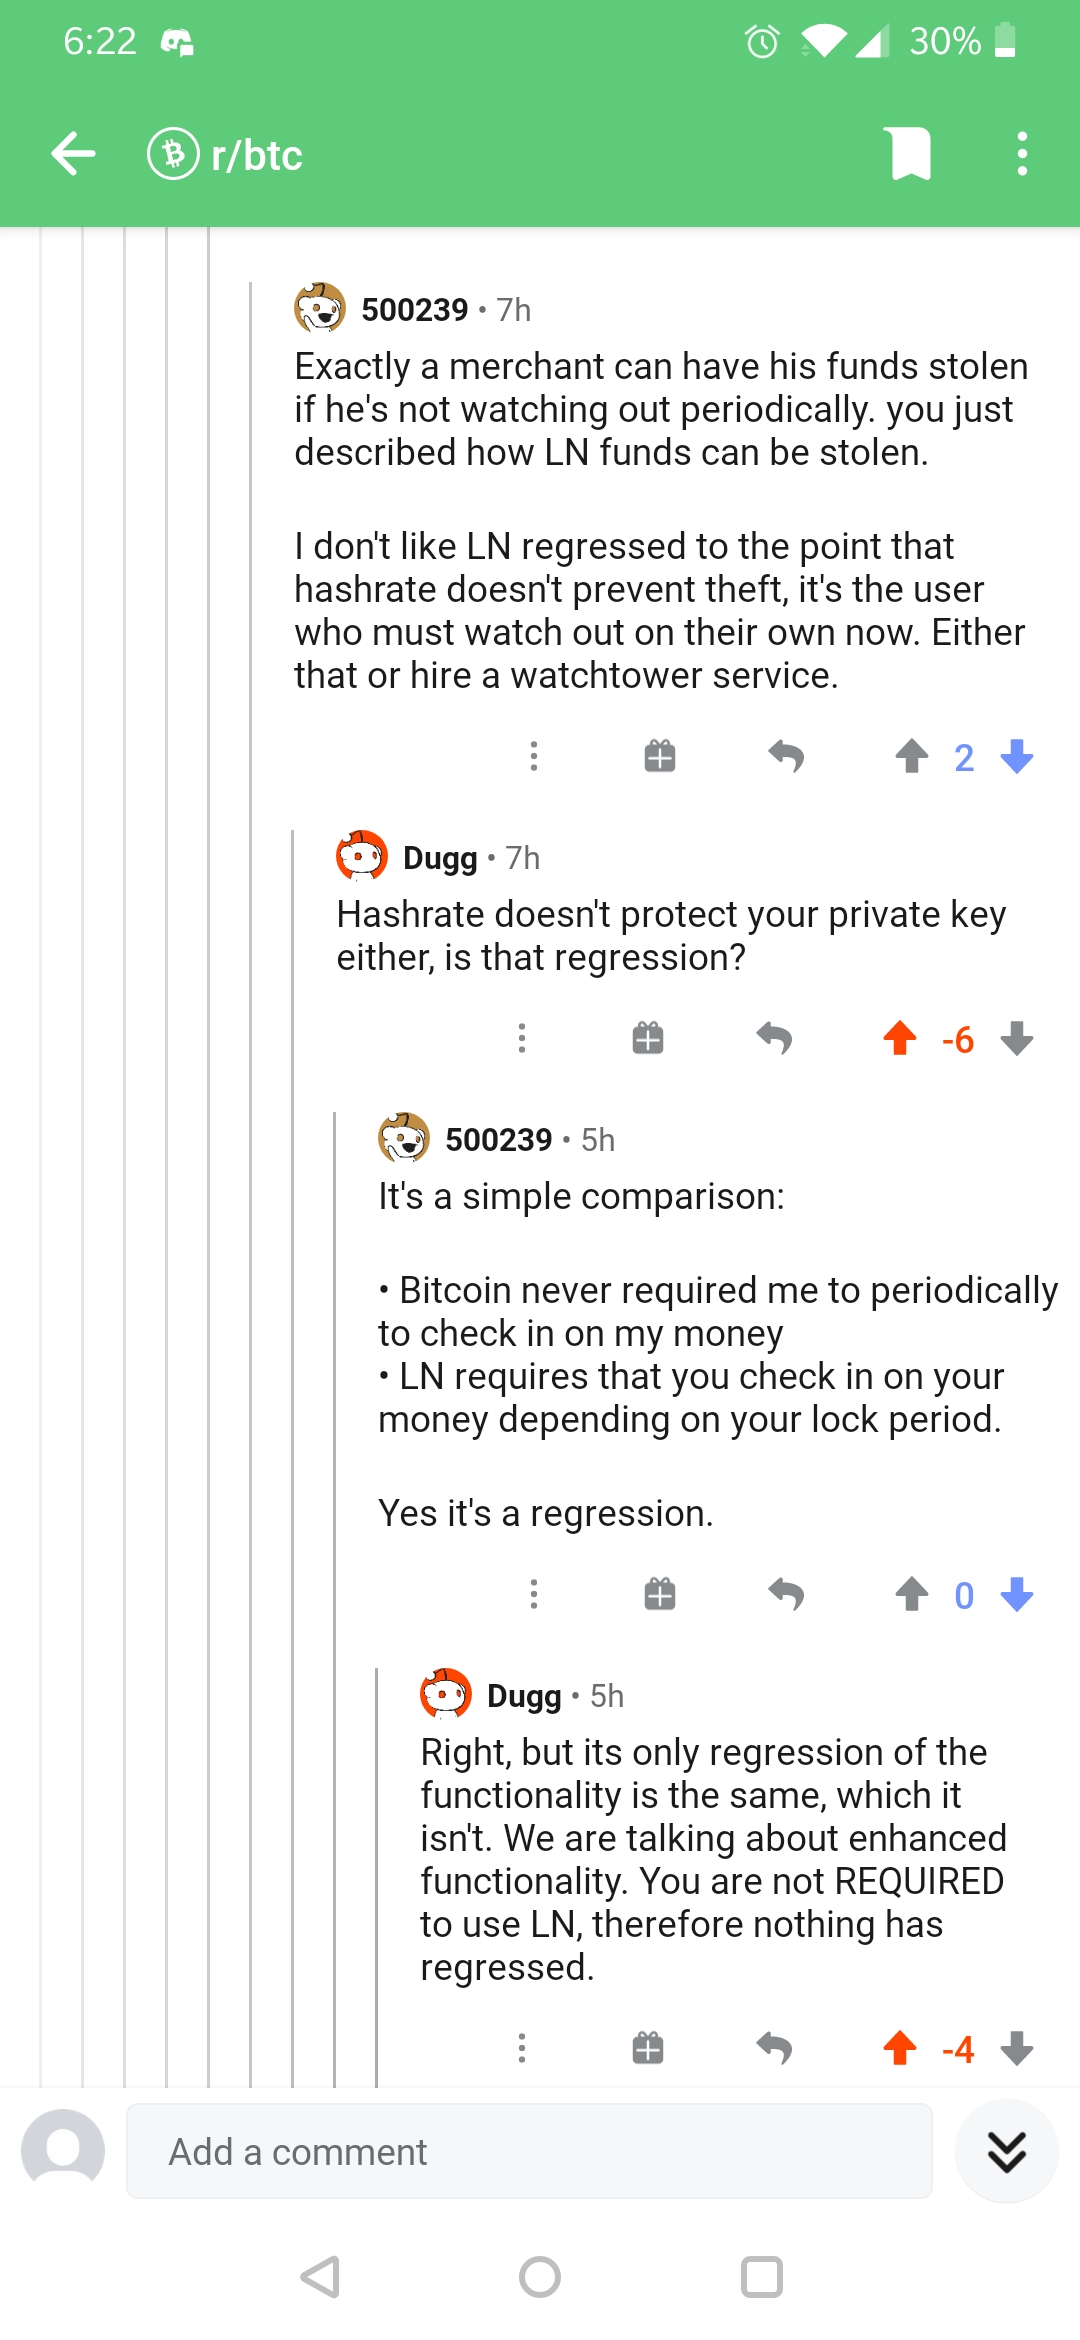 6:22
30%
r/btc
500239 • 7h
Exactly a merchant can have his funds stolen
if he's not watching out periodically. you just
described how LN funds can be stolen.
I don't like LN regressed to the point that
hashrate doesn't prevent theft, it's the user
who must watch out on their own now. Either
that or hire a watchtower service.
2
Dugg • 7h
Hashrate doesn't protect your private key
either, is that regression?
-6
500239 • 5h
It's a simple comparison:
• Bitcoin never required me to periodically
to check in on my money
• LN requires that you check in on your
money depending on your lock period.
Yes it's a regression.
0
Dugg • 5h
Right, but its only regression of the
functionality is the same, which it
isn't. We are talking about enhanced
functionality. You are not REQUIRED
to use LN, therefore nothing has
regressed.
-4
Add a comment